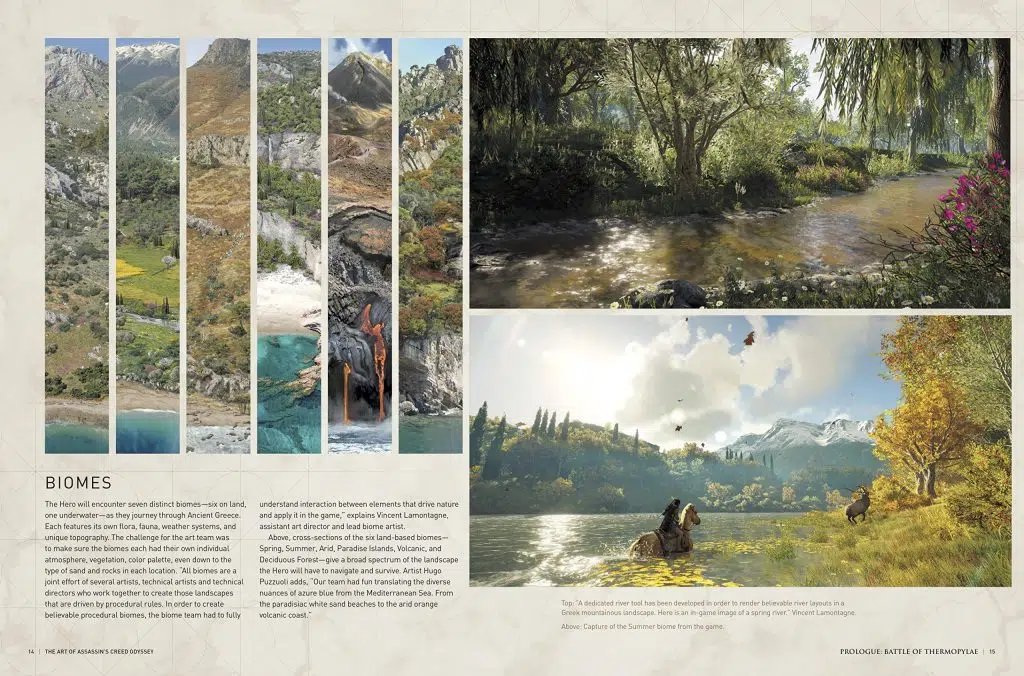 BIOMES
The Hero will encounter seven distinct biomes—six on land,
one underwater—as they journey through Ancient Greece.
Each features its own flora, fauna, weather systems, and
unique topography. The challenge for the art team was
to make sure the biomes each had their own individual
atmosphere, vegetation, color palette, even down to the
type of sand and rocks in each location. “All biomes are a
joint effort of several artists, technical artists and technical
directors who work together to create those landscapes
that are driven by procedural rules. In order to create
believable procedural biomes, the biome team had to fully
understand interaction between elements that drive nature
and apply it in the game,” explains Vincent Lamontagne,
assistant art director and lead biome artist.
Above, cross-sections of the six land-based biomes—
Spring, Summer, Arid, Paradise Islands, Volcanic, and
Deciduous Forest—give a broad spectrum of the landscape
the Hero will have to navigate and survive. Artist Hugo
Puzzuoli adds, “Our team had fun translating the diverse
nuances of azure blue from the Mediterranean Sea. From
the paradisiac white sand beaches to the arid orange
volcanic coast.”
Top: “A dedicated river tool has been developed in order to render believable river layouts in a
Greek mountainous landscape. Here is an in-game image of a spring river.” Vincent Lamontagne.
Above: Capture of the Summer biome from the game.
14 | THE ART OF ASSASSIN'S CREED ODYSSEY
PROLOGUE: BATTLE OF THERMOPYLAE | 15